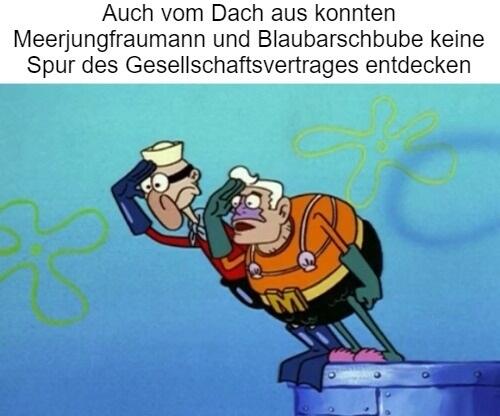 Auch vom Dach aus konnten
Meerjungfraumann und Blaubarschbube keine
Spur des Gesellschaftsvertrages entdecken
M